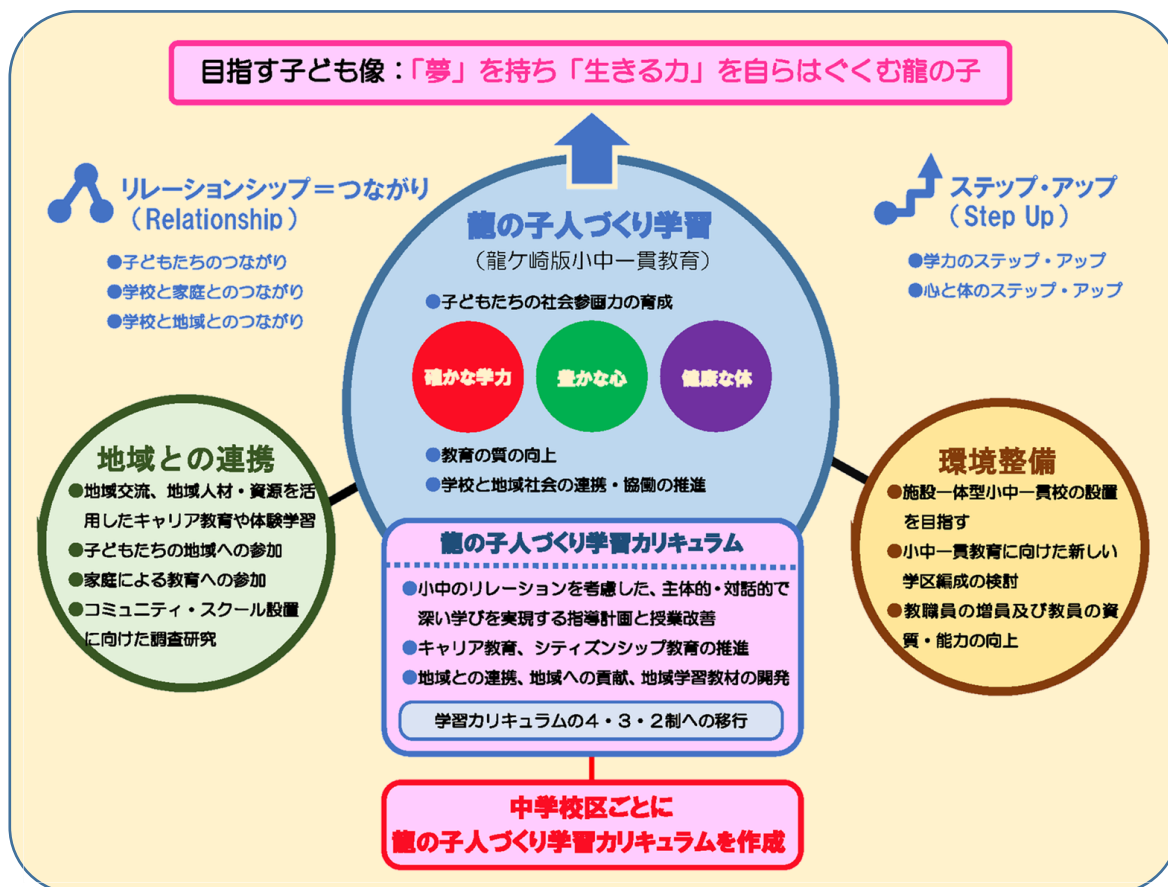 目指す子ども像：「夢」を持ち「生きる力」を自らはぐくむ龍の子
リレーションシップ＝つながり
（Relationship）
●子どもたちのつながり
●学校と家庭とのつながり
●学校と地域とのつながり
ステップ・アップ
（Step Up）
●学力のステップ・アップ
●心と体のステップ・アップ
龍の子人づくり学習
（龍ケ崎版小中一貫教育）
●子どもたちの社会参画力の育成
確かな学力
豊かな心
健康な体
●教育の質の向上
●学校と地域社会の連携・協働の推進
地域との連携
●地域交流、地域人材・資源を活
用したキャリア教育や体験学習
●子どもたちの地域への参加
●家庭による教育への参加
●コミュニティ・スクール設置
に向けた調査研究
環境整備
●施設一体型小中一貫校の設置
を目指す
●小中一貫教育に向けた新しい
学区編成の検討
●教職員の増員及び教員の資
質・能力の向上
龍の子人づくり学習カリキュラム
●小中のリレーションを考慮した、主体的・対話的で
深い学びを実現する指導計画と授業改善
●キャリア教育、シティズンシップ教育の推進
●地域との連携、地域への貢献、地域学習教材の開発
学習カリキュラムの４・３・２制への移行
中学校区ごとに
龍の子人づくり学習カリキュラムを作成